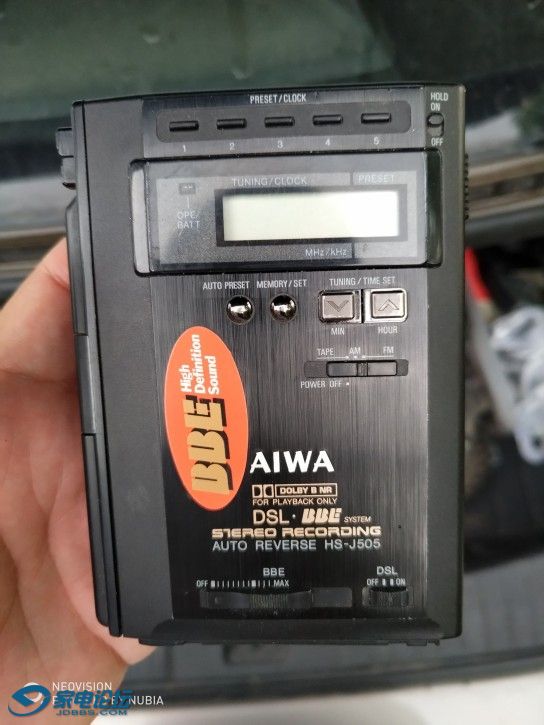 PRESET/CLOCK
HOLD
ON
OFF
1 2 3 4 5
TUNING/CLOCK PRESET
OPE/
BATT
MHz/kHz
AUTO PRESET MEMORY/SET TUNING / TIME SET
MIN HOUR
TAPE AM FM
POWER OFF
BBE High
Definition
Sound
AIWA
DOLBY B NR
FOR PLAYBACK ONLY
DSL · BBE SYSTEM
STEREO RECORDING
AUTO REVERSE HS-J505
BBE DSL
OFF MAX OFF ON
NEOVISION
BY NUBIA
家电论坛
JDBBS.COM